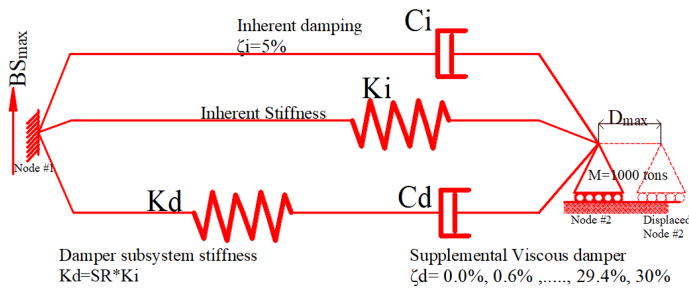 Inherent damping
ζi=5%
Ci
BSmax
Inherent Stiffness
Ki
Dmax
Node #1
M=1000 tons
Kd
Cd
Node #2
Displaced
Node #2
Damper subsystem stiffness
Kd=SR*Ki
Supplemental Viscous damper
ζd= 0.0%, 0.6% ,....., 29.4%, 30%